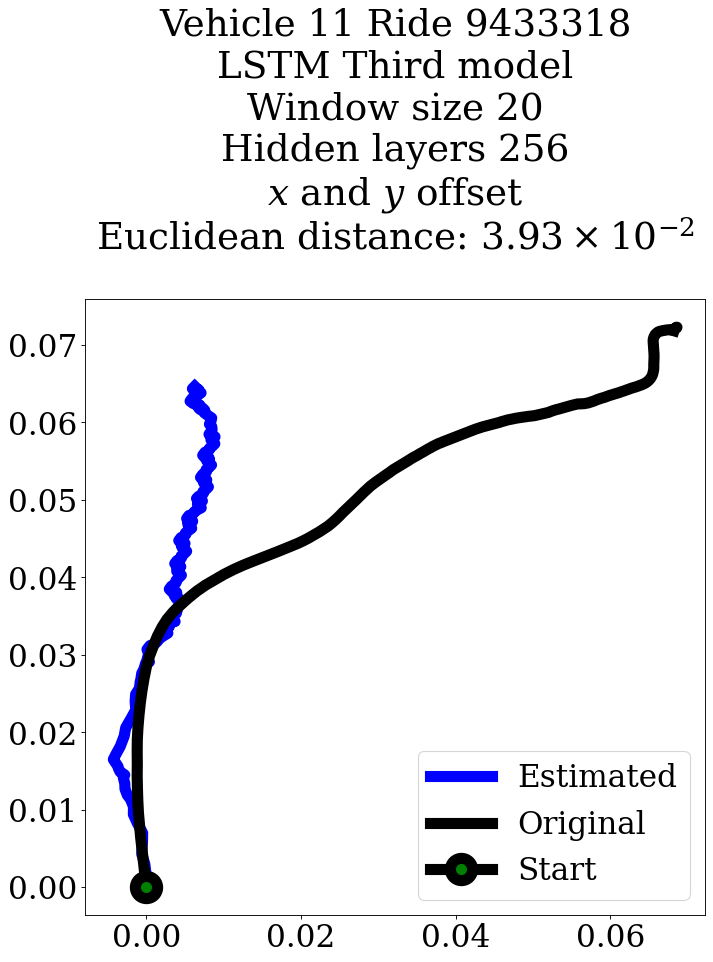 Vehicle 11 Ride 9433318
LSTM Third model
Window size 20
Hidden layers 256
x and y offset
Euclidean distance: 3.93 × 10⁻²
0.07
0.06
0.05
0.04
0.03
0.02
0.01
0.00
Estimated
Original
Start
0.00 0.02 0.04 0.06